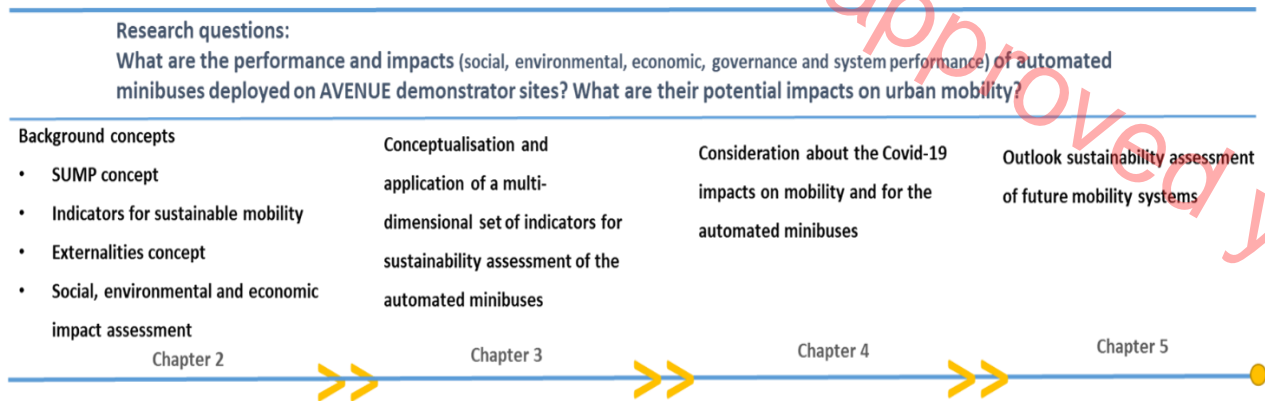 Research questions:
What are the performance and impacts (social, environmental, economic, governance and system performance) of automated
minibuses deployed on AVENUE demonstrator sites? What are their potential impacts on urban mobility?
Background concepts
• SUMP concept
• Indicators for sustainable mobility
• Externalities concept
• Social, environmental and economic
impact assessment
Chapter 2
Conceptualisation and
application of a multi-
dimensional set of indicators for
sustainability assessment of the
automated minibuses
Chapter 3
Consideration about the Covid-19
impacts on mobility and for the
automated minibuses
Chapter 4
Outlook sustainability assessment
of future mobility systems
Chapter 5
approved y